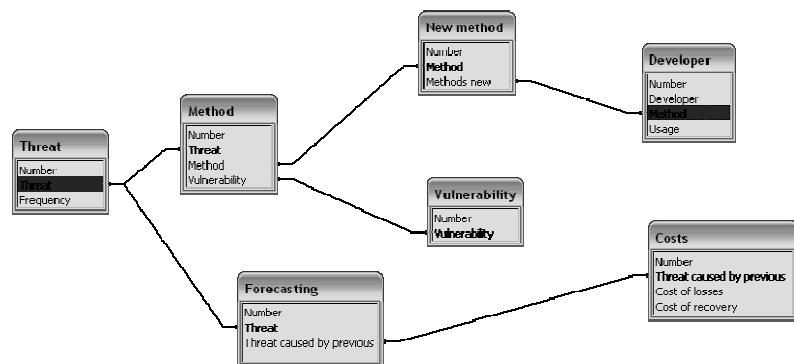 Threat
Number
Threat
Frequency
Method
Number
Threat
Method
Vulnerability
New method
Number
Method
Methods new
Developer
Number
Developer
Method
Usage
Vulnerability
Number
Vulnerability
Forecasting
Number
Threat
Threat caused by previous
Costs
Number
Threat caused by previous
Cost of losses
Cost of recovery